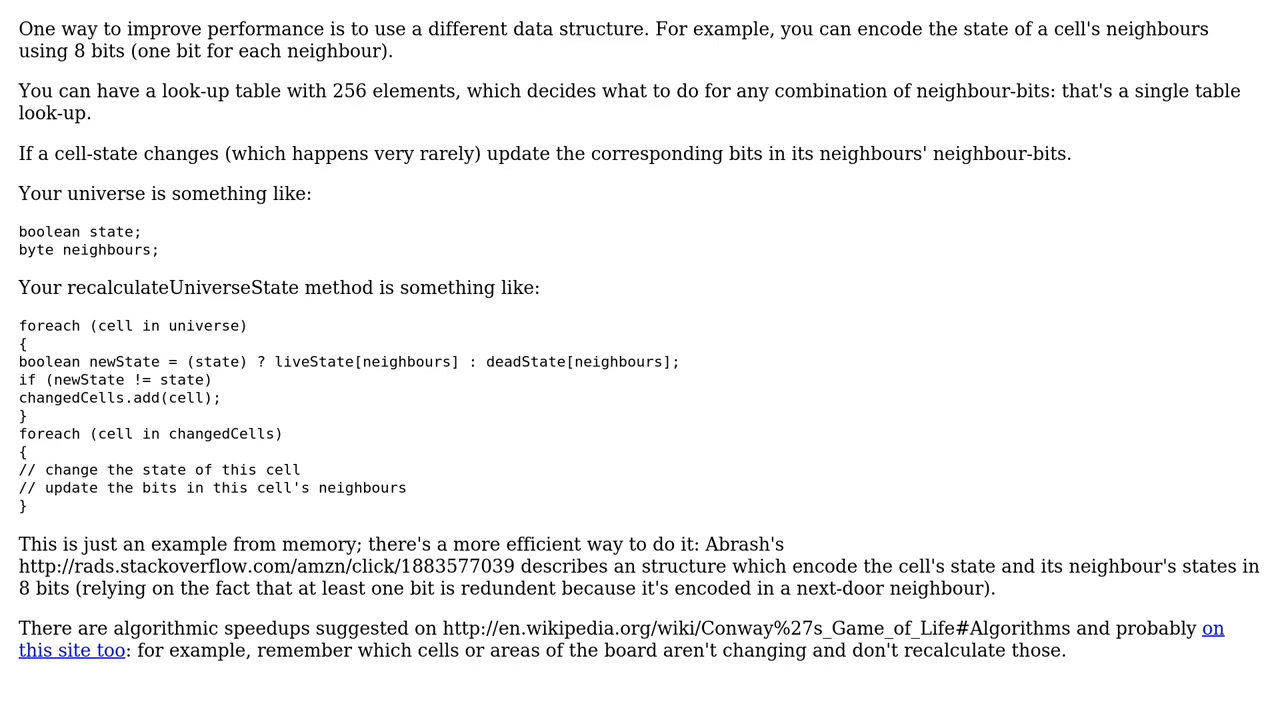 One way to improve performance is to use a different data structure. For example, you can encode the state of a cell's neighbours
using 8 bits (one bit for each neighbour).
You can have a look-up table with 256 elements, which decides what to do for any combination of neighbour-bits: that's a single table
look-up.
If a cell-state changes (which happens very rarely) update the corresponding bits in its neighbours' neighbour-bits.
Your universe is something like:
boolean state;
byte neighbours;
Your recalculateUniverseState method is something like:
foreach (cell in universe)
{
boolean newState = (state) ? liveState[neighbours] : deadState[neighbours];
if (newState != state)
changedCells.add(cell);
}
foreach (cell in changedCells)
{
// change the state of this cell
// update the bits in this cell's neighbours
}
This is just an example from memory; there's a more efficient way to do it: Abrash's
http://rads.stackoverflow.com/amzn/click/1883577039 describes an structure which encode the cell's state and its neighbour's states in
8 bits (relying on the fact that at least one bit is redundent because it's encoded in a next-door neighbour).
There are algorithmic speedups suggested on http://en.wikipedia.org/wiki/Conway%27s_Game_of_Life#Algorithms and probably on
this site too: for example, remember which cells or areas of the board aren't changing and don't recalculate those.